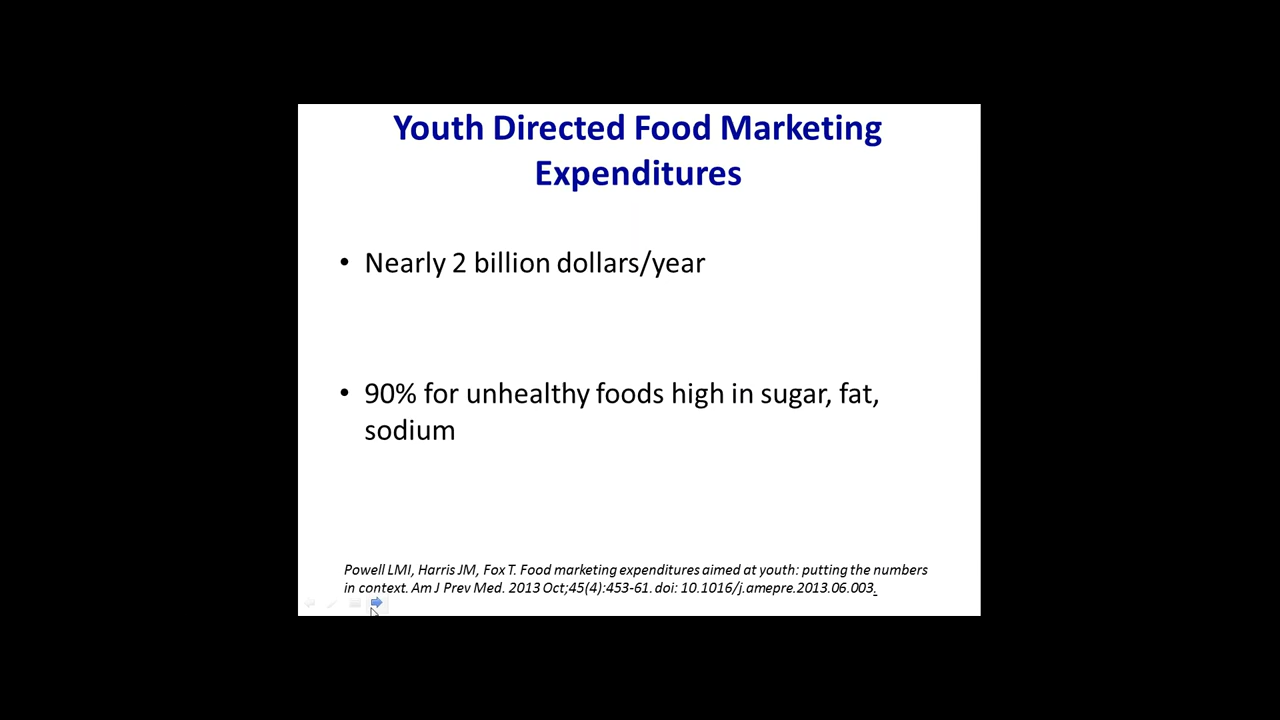 Youth Directed Food Marketing
Expenditures
• Nearly 2 billion dollars/year
• 90% for unhealthy foods high in sugar, fat,
sodium
Powell LMI, Harris JM, Fox T. Food marketing expenditures aimed at youth: putting the numbers
in context. Am J Prev Med. 2013 Oct;45(4):453-61. doi: 10.1016/j.amepre.2013.06.003.